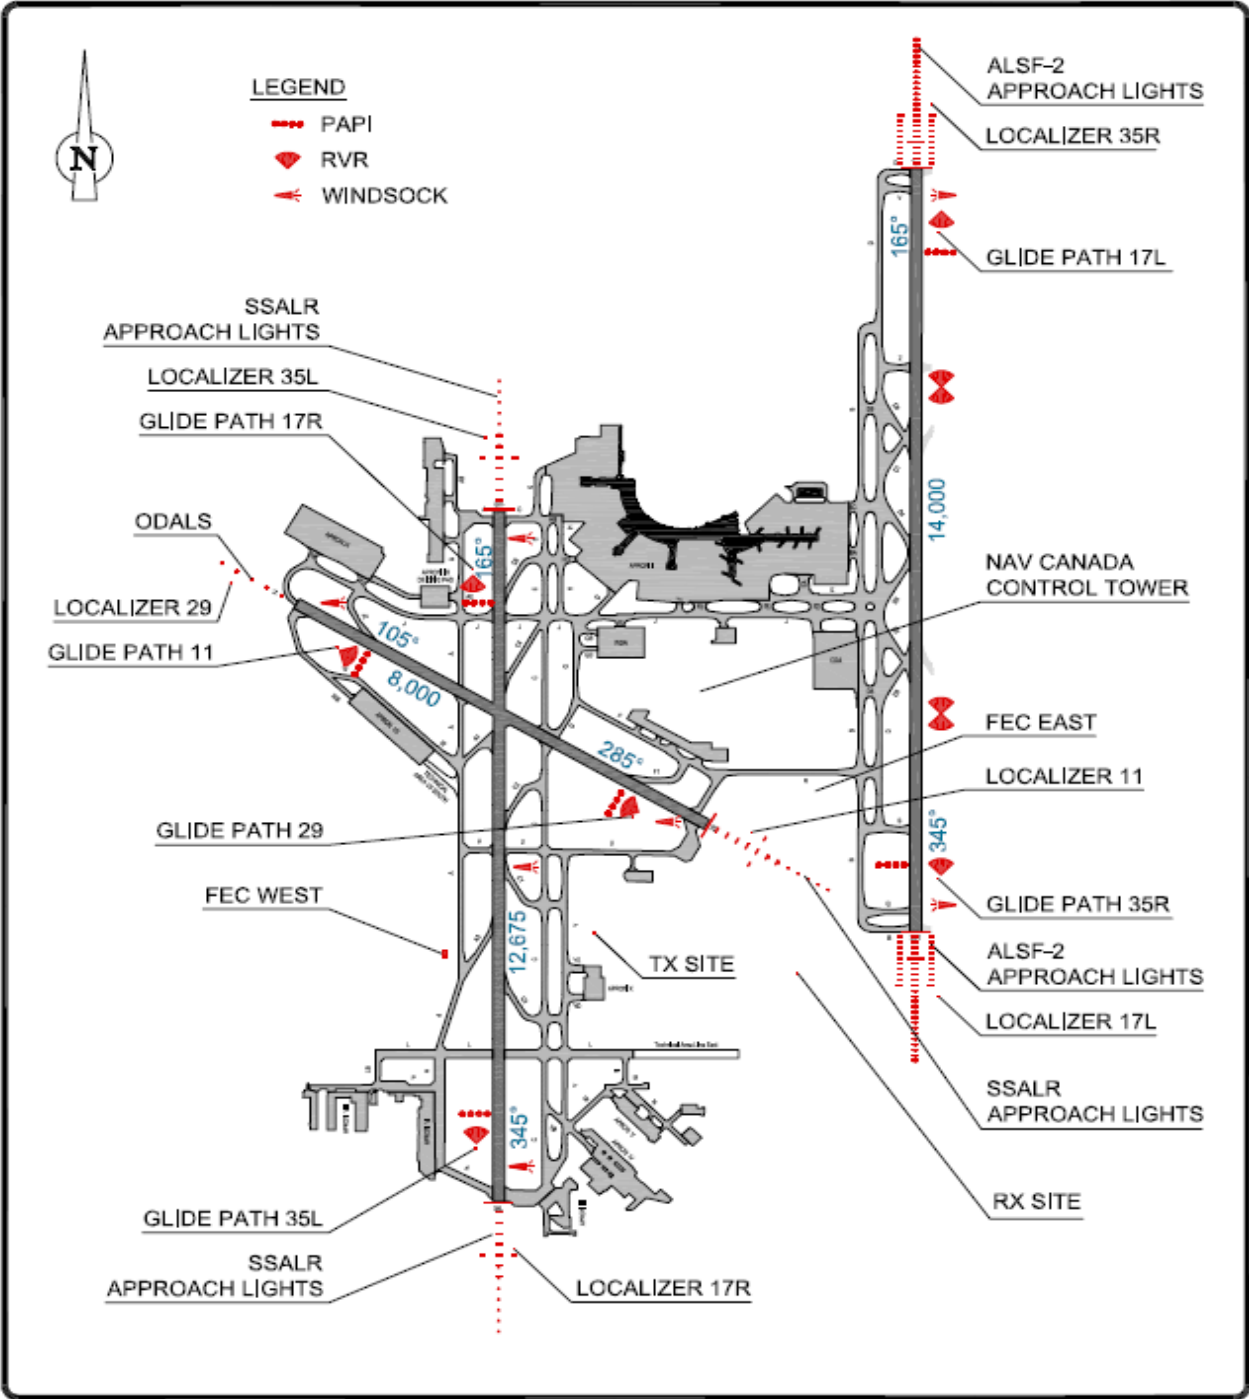 LEGEND
PAPI
RVR
WINDSOCK
N
ALSF-2
APPROACH LIGHTS
LOCALIZER 35R
165°
GLIDE PATH 17L
SSALR
APPROACH LIGHTS
LOCALIZER 35L
GLIDE PATH 17R
14,000
ODALS
165°
NAV CANADA
CONTROL TOWER
LOCALIZER 29
105°
GLIDE PATH 11
8,000
FEC EAST
285°
LOCALIZER 11
GLIDE PATH 29
345°
FEC WEST
GLIDE PATH 35R
12,675
TX SITE
ALSF-2
APPROACH LIGHTS
LOCALIZER 17L
SSALR
APPROACH LIGHTS
345°
RX SITE
GLIDE PATH 35L
SSALR
APPROACH LIGHTS
LOCALIZER 17R